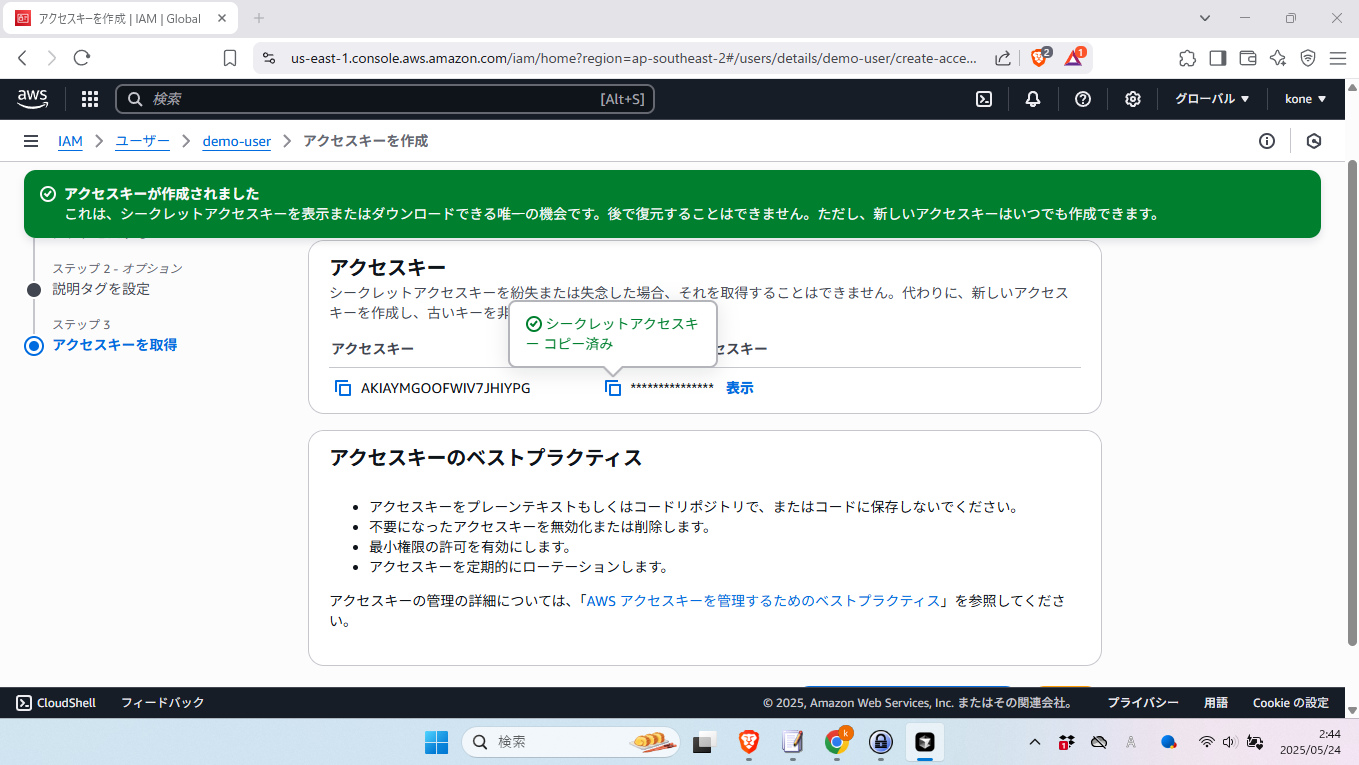 アクセスキーを作成 | IAM | Global
us-east-1.console.aws.amazon.com/iam/home?region=ap-southeast-2#/users/details/demo-user/create-acce...
2
1
aws
検索
[Alt+S]
グローバル
kone
IAM
ユーザー
demo-user
アクセスキーを作成
アクセスキーが作成されました
これは、シークレットアクセスキーを表示またはダウンロードできる唯一の機会です。後で復元することはできません。ただし、新しいアクセスキーはいつでも作成できます。
ステップ 2 - オプション
説明タグを設定
ステップ 3
アクセスキーを取得
アクセスキー
シークレットアクセスキーを紛失または失念した場合、それを取得することはできません。代わりに、新しいアクセス
キーを作成し、古いキーを非
シークレットアクセスキ
ー コピー済み
アクセスキー
スキー
AKIAYMGOOFWIV7JHIYPG
*************** 表示
アクセスキーのベストプラクティス
アクセスキーをプレーンテキストもしくはコードリポジトリで、またはコードに保存しないでください。
不要になったアクセスキーを無効化または削除します。
最小権限の許可を有効にします。
アクセスキーを定期的にローテーションします。
アクセスキーの管理の詳細については、「AWS アクセスキーを管理するためのベストプラクティス」を参照してくださ
い。
CloudShell
フィードバック
© 2025, Amazon Web Services, Inc. またはその関連会社。
プライバシー
用語
Cookie の設定
検索
k
1
A
2:44
2025/05/24